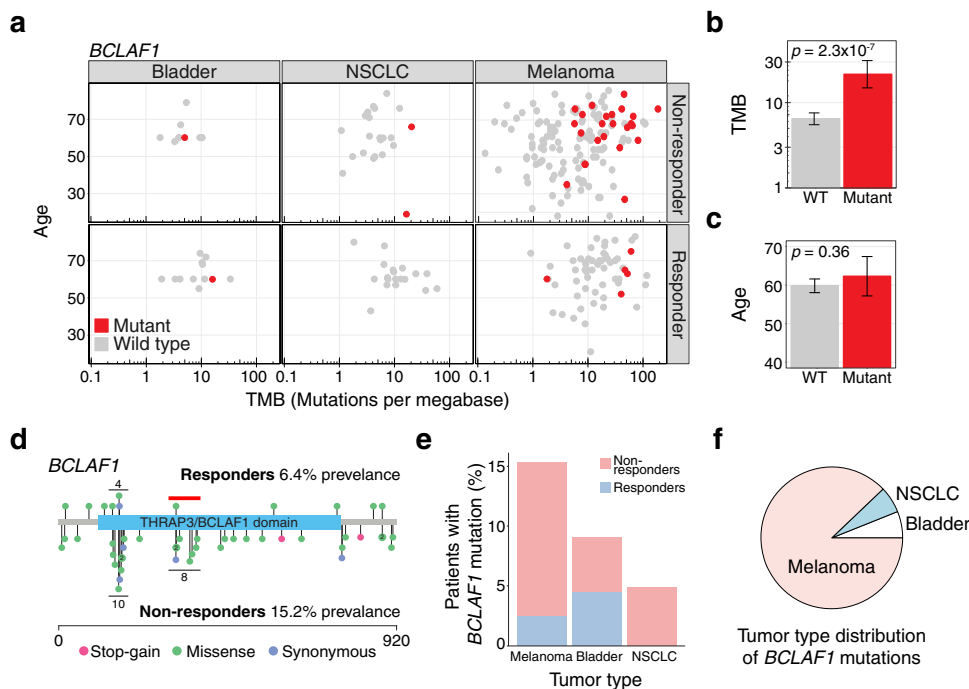 a
BCLAF1
Bladder
NSCLC
Melanoma
Non-responder
Responder
70
50
30
70
50
30
Age
Mutant
Wild type
0.1 1 10 100
0.1 1 10 100
0.1 1 10 100
TMB (Mutations per megabase)
b
p = 2.3x10-7
30
10
3
1
TMB
WT Mutant
c
p = 0.36
70
60
50
40
Age
WT Mutant
d
BCLAF1
Responders 6.4% prevelance
4
THRAP3/BCLAF1 domain
2
2
8
10
Non-responders 15.2% prevalance
0 920
Stop-gain Missense Synonymous
e
Patients with
BCLAF1 mutation (%)
15
10
5
0
Non-
responders
Responders
Melanoma Bladder NSCLC
Tumor type
f
NSCLC
Bladder
Melanoma
Tumor type distribution
of BCLAF1 mutations